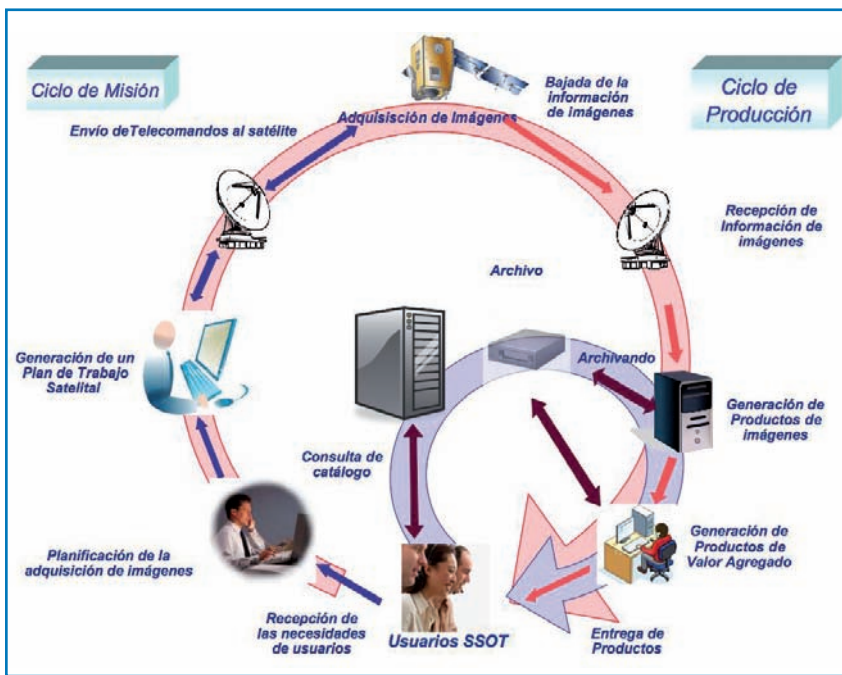 Ciclo de Misión
Ciclo de
Producción
Bajada de la
información
de imágenes
Envío deTelecomandos al satélite
Adquisisción de Imágenes
Recepción de
Información de
imágenes
Archivo
Generación de un
Plan de Trabajo
Satelital
Archivando
Generación de
Productos de
imágenes
Consulta de
catálogo
Planificación de la
adquisición de imágenes
Generación de
Productos de
Valor Agregado
Recepción de
las necesidades
de usuarios
Usuarios SSOT
Entrega de
Productos